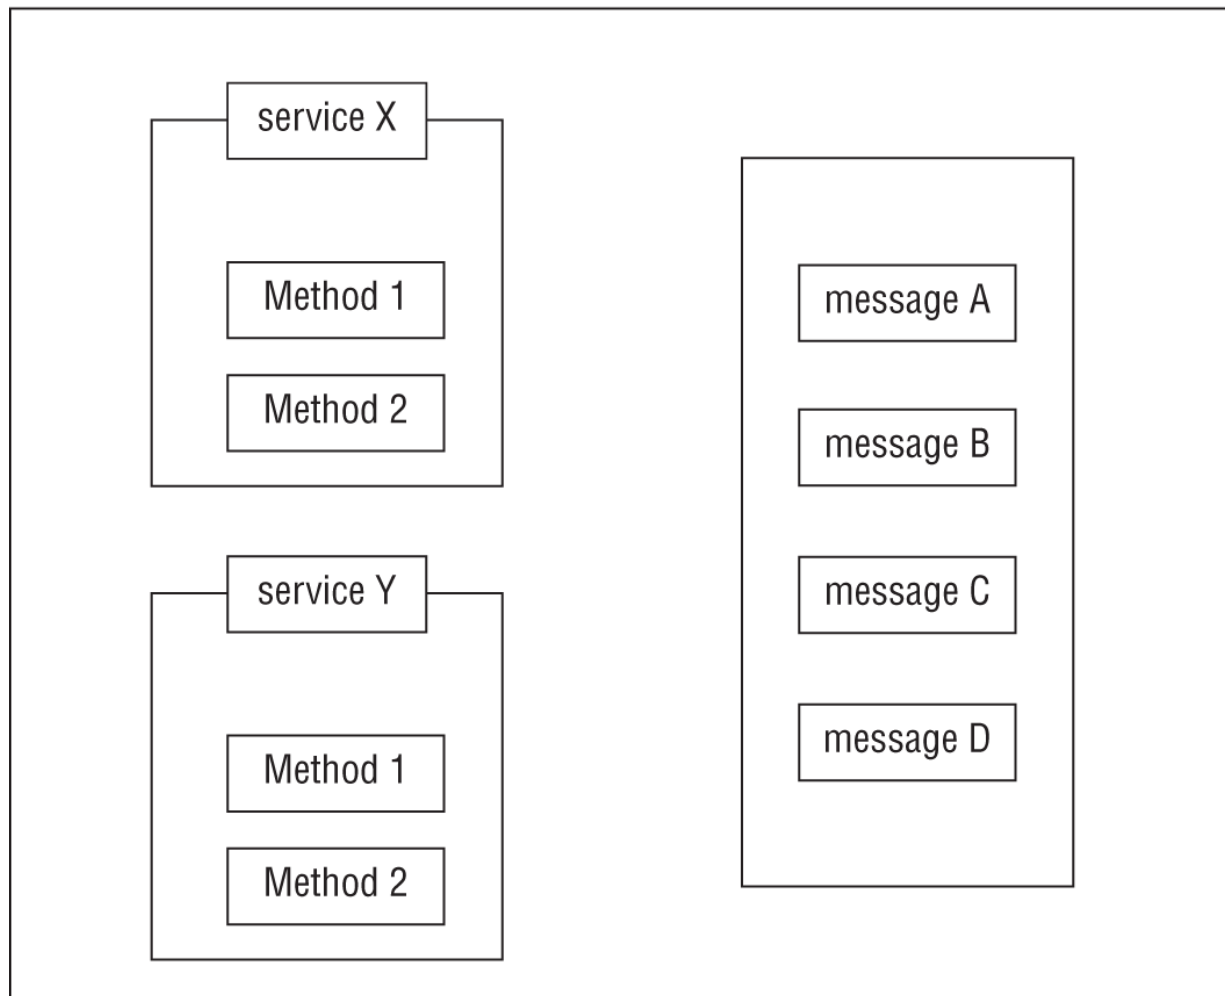 service X
Method 1
Method 2
service Y
Method 1
Method 2
message A
message B
message C
message D